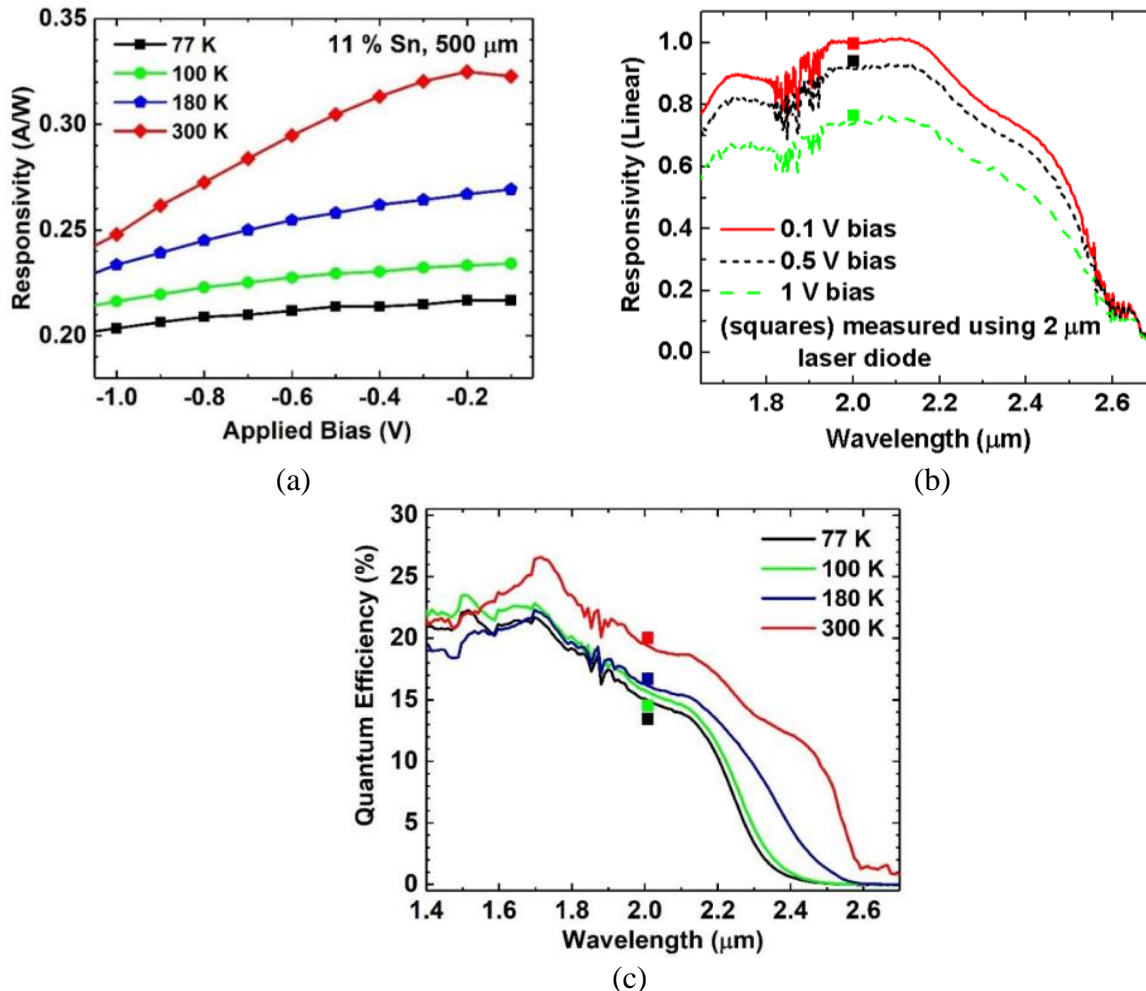 (a)
Responsivity (A/W)
0.35
0.30
0.25
0.20
77 K
100 K
180 K
300 K
11 % Sn, 500 μm
-1.0 -0.8 -0.6 -0.4 -0.2
Applied Bias (V)
(a)
(b)
Responsivity (Linear)
1.0
0.8
0.6
0.4
0.2
0.0
0.1 V bias
0.5 V bias
1 V bias
(squares) measured using 2 μm
laser diode
1.8 2.0 2.2 2.4 2.6
Wavelength (μm)
(b)
Quantum Efficiency (%)
30
25
20
15
10
5
0
77 K
100 K
180 K
300 K
1.4 1.6 1.8 2.0 2.2 2.4 2.6
Wavelength (μm)
(c)